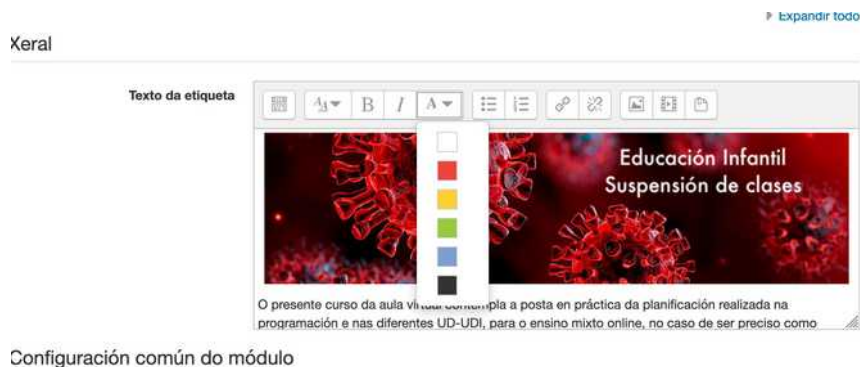 Expandir todo
Xeral
Texto da etiqueta
A B I A
Educación Infantil
Suspensión de clases
O presente curso da aula virtual contempla a posta en práctica da planificación realizada na
programación e nas diferentes UD-UDI, para o ensino mixto online, no caso de ser preciso como
Configuración común do módulo